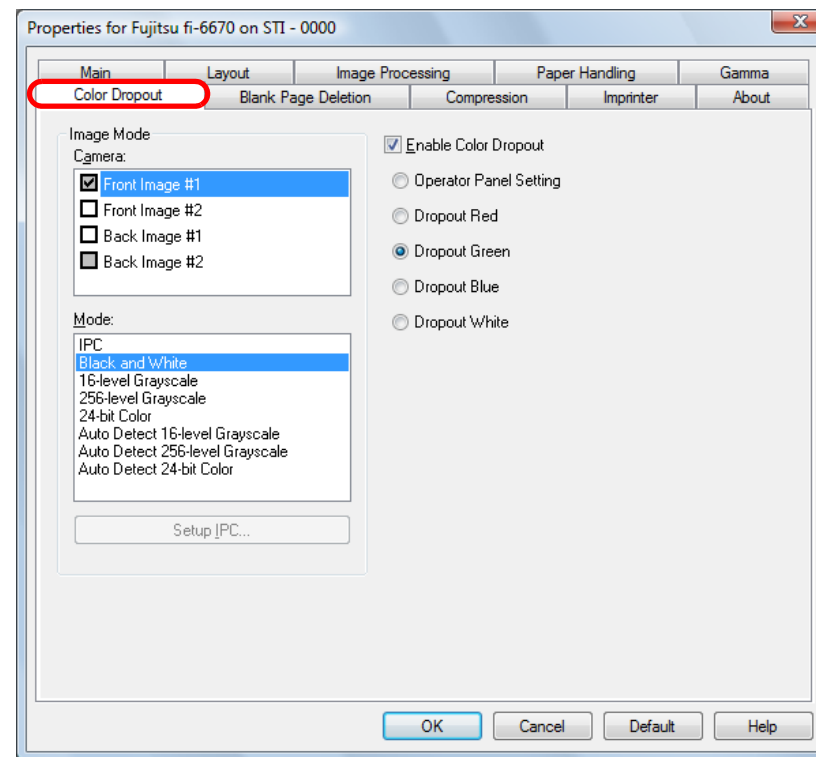 Properties for Fujitsu fi-6670 on STI - 0000
Main Layout Image Processing Paper Handling Gamma
Color Dropout Blank Page Deletion Compression Imprinter About
Image Mode
Camera:
Front Image #1
Front Image #2
Back Image #1
Back Image #2
Mode:
IPC
Black and White
16-level Grayscale
256-level Grayscale
24-bit Color
Auto Detect 16-level Grayscale
Auto Detect 256-level Grayscale
Auto Detect 24-bit Color
Setup IPC...
Enable Color Dropout
Operator Panel Setting
Dropout Red
Dropout Green
Dropout Blue
Dropout White
OK Cancel Default Help